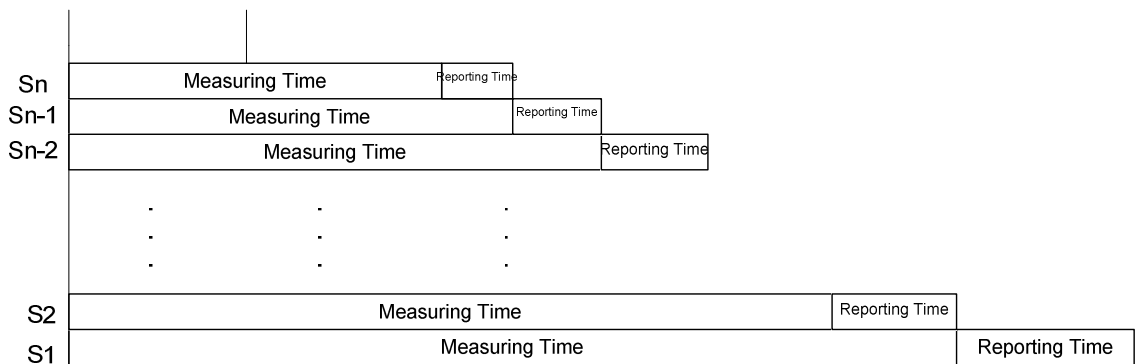 Sn Measuring Time Reporting Time
Sn-1 Measuring Time Reporting Time
Sn-2 Measuring Time Reporting Time
S2 Measuring Time Reporting Time
S1 Measuring Time Reporting Time